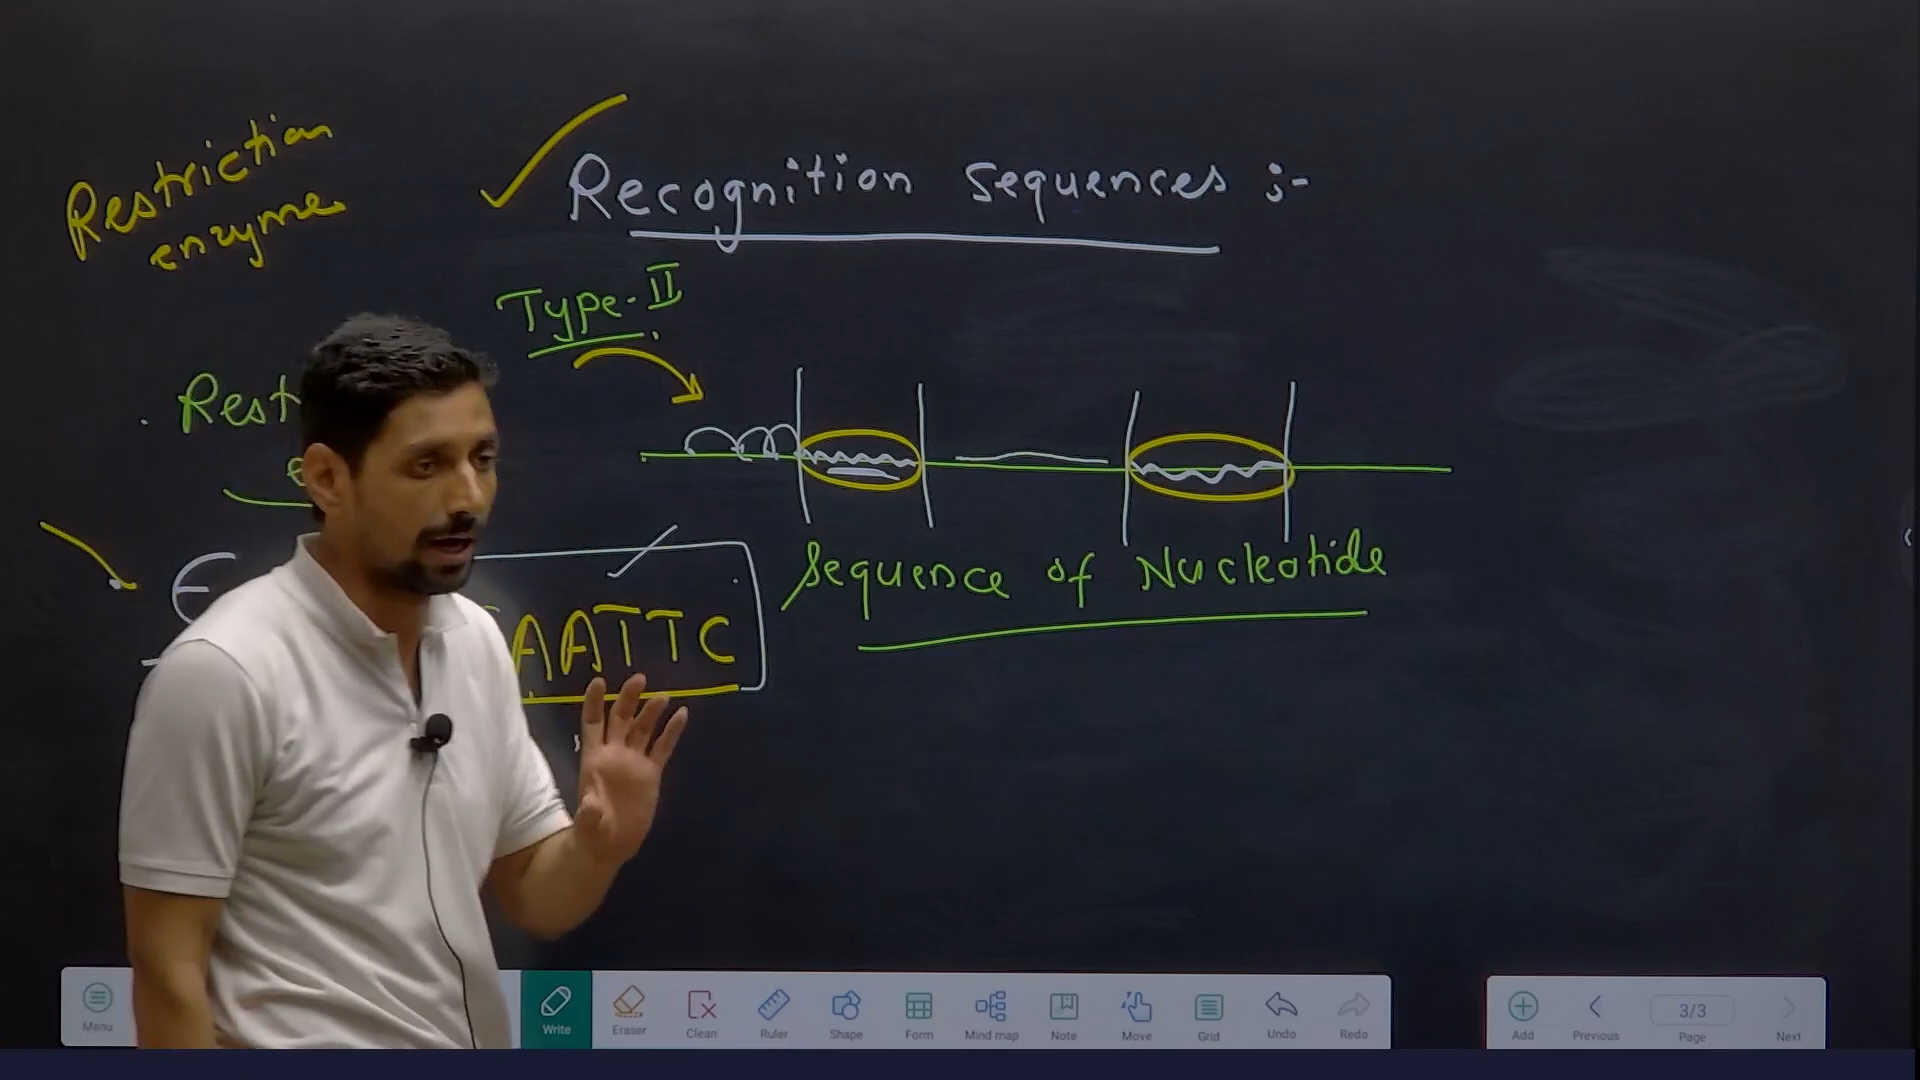 Restriction
enzymes
Recognition Sequences :-
Type-II
Rest
E
AATTC
Sequence of Nucleotide
Menu
Write
Eraser
Clean
Ruler
Shape
Form
Mind map
Note
Move
Grid
Undo
Redo
Add
Previous
3/3
Page
Next